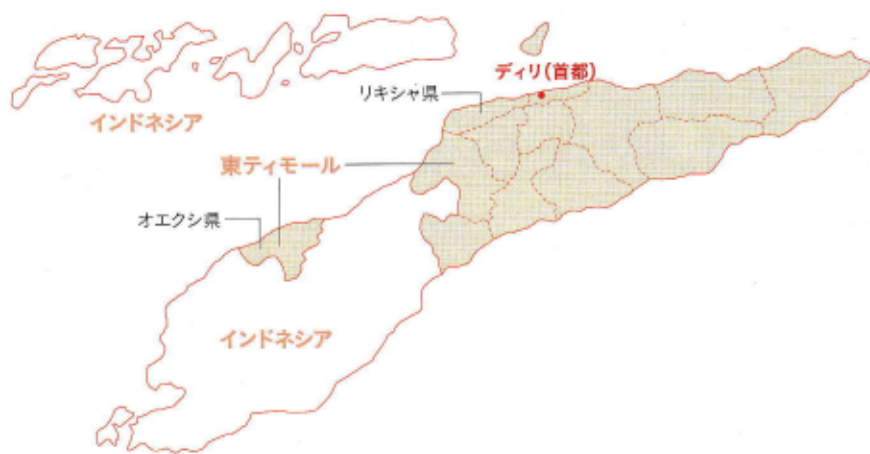 ディリ(首都)
リキシャ県
インドネシア
東ティモール
オエクシ県
インドネシア